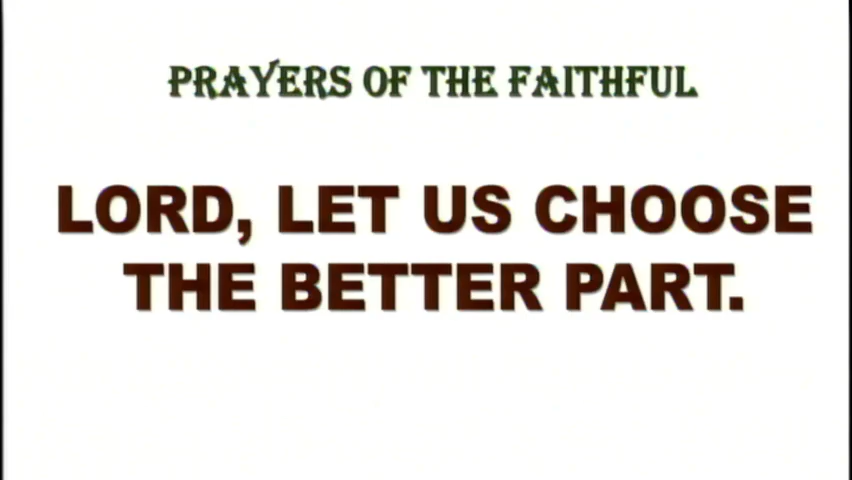 PRAYERS OF THE FAITHFUL
LORD, LET US CHOOSE
THE BETTER PART.